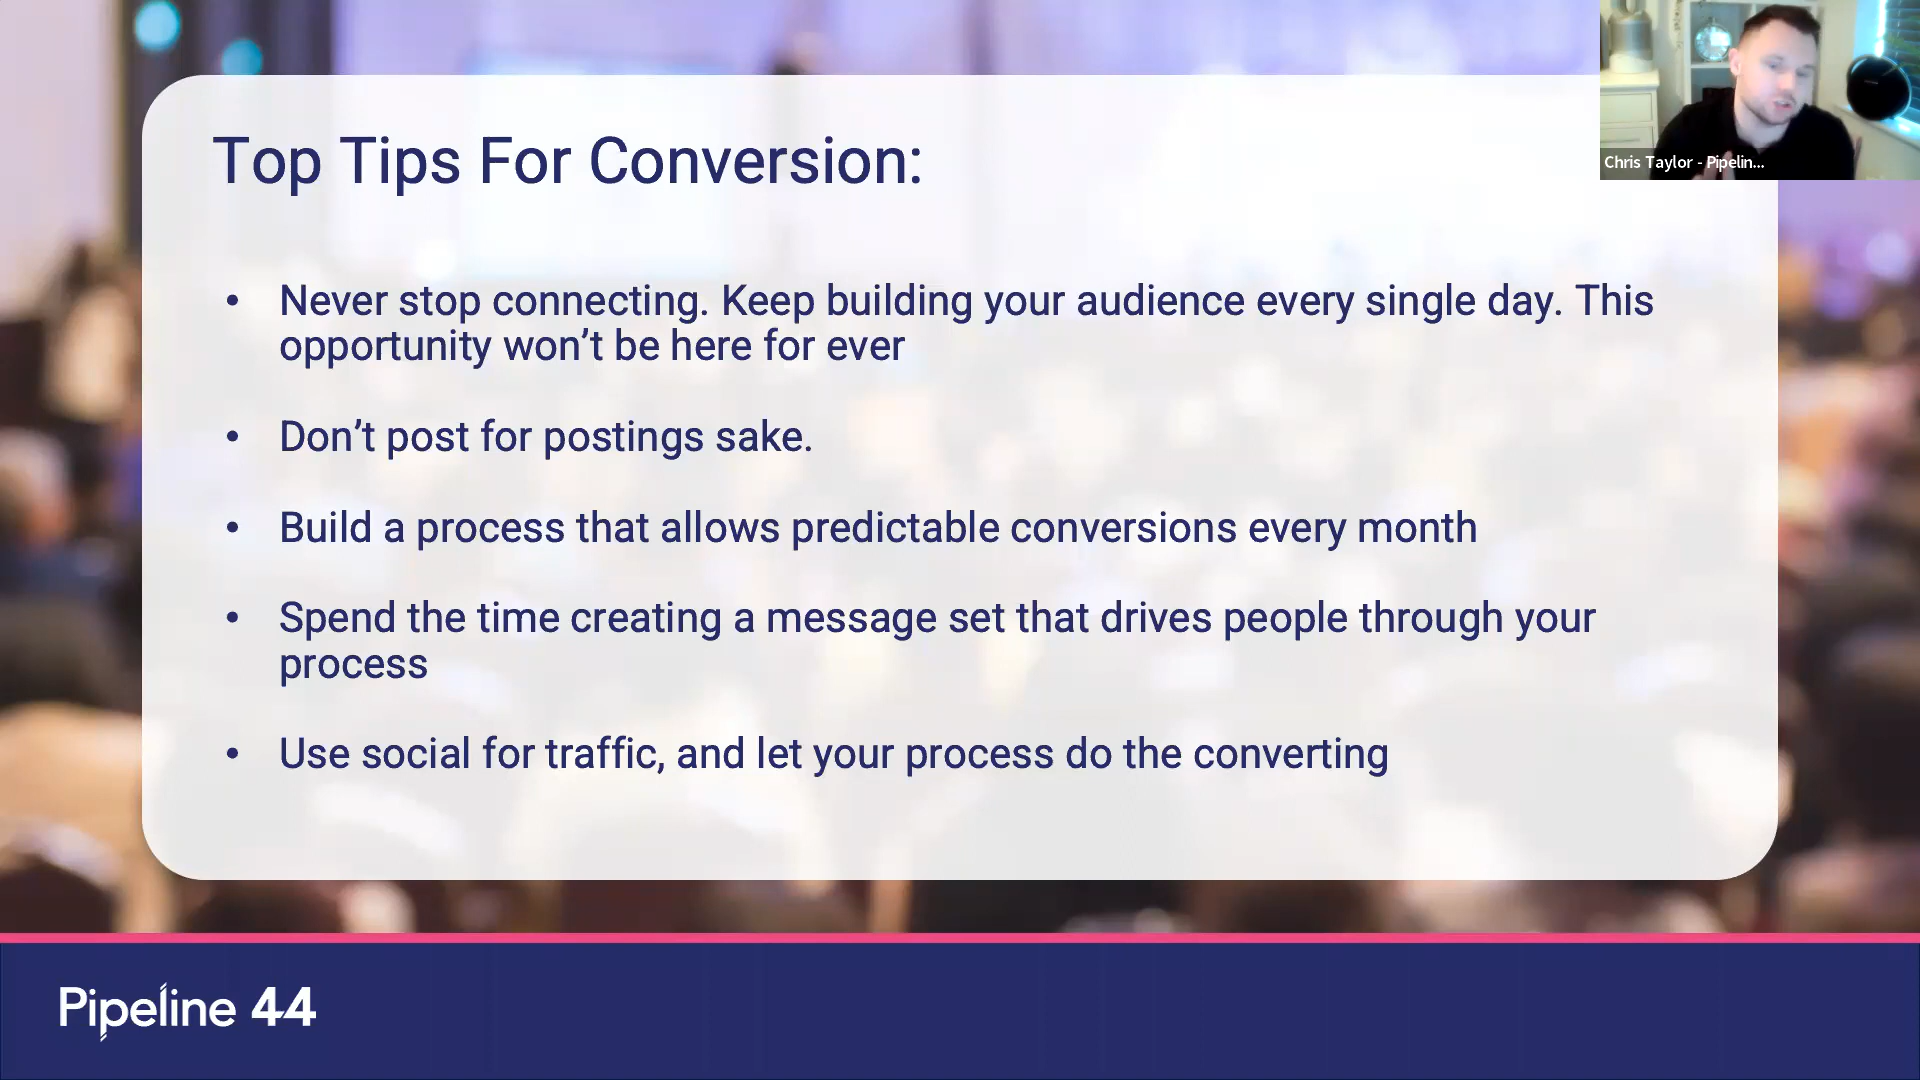 Top Tips For Conversion:
Chris Taylor - Pipelin...
• Never stop connecting. Keep building your audience every single day. This
opportunity won’t be here for ever
• Don’t post for postings sake.
• Build a process that allows predictable conversions every month
• Spend the time creating a message set that drives people through your
process
• Use social for traffic, and let your process do the converting
Pipeline 44